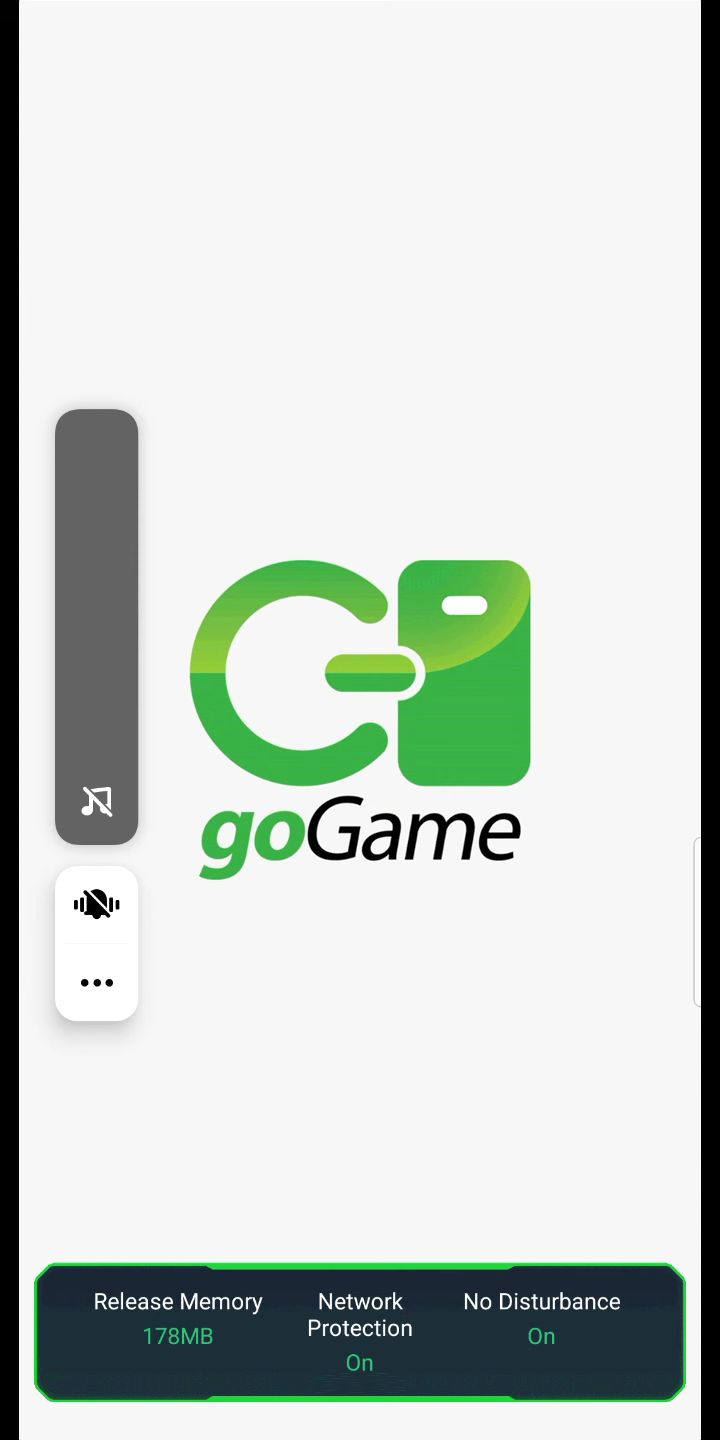 goGame
Release Memory
178MB
Network
Protection
On
No Disturbance
On